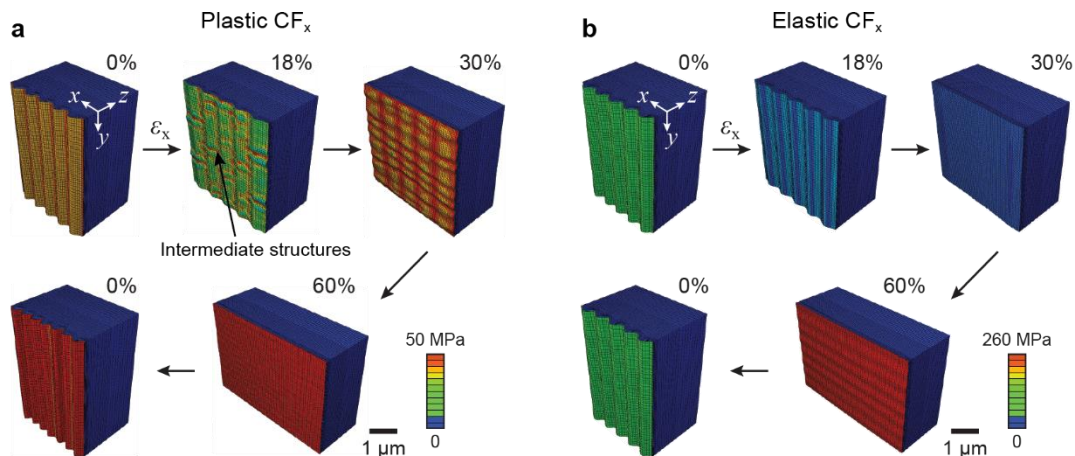 a
Plastic CFₓ
0%
18%
30%
x
z
y
εₓ
Intermediate structures
0%
60%
50 MPa
0
1 μm
b
Elastic CFₓ
0%
18%
30%
x
z
y
εₓ
0%
60%
260 MPa
0
1 μm